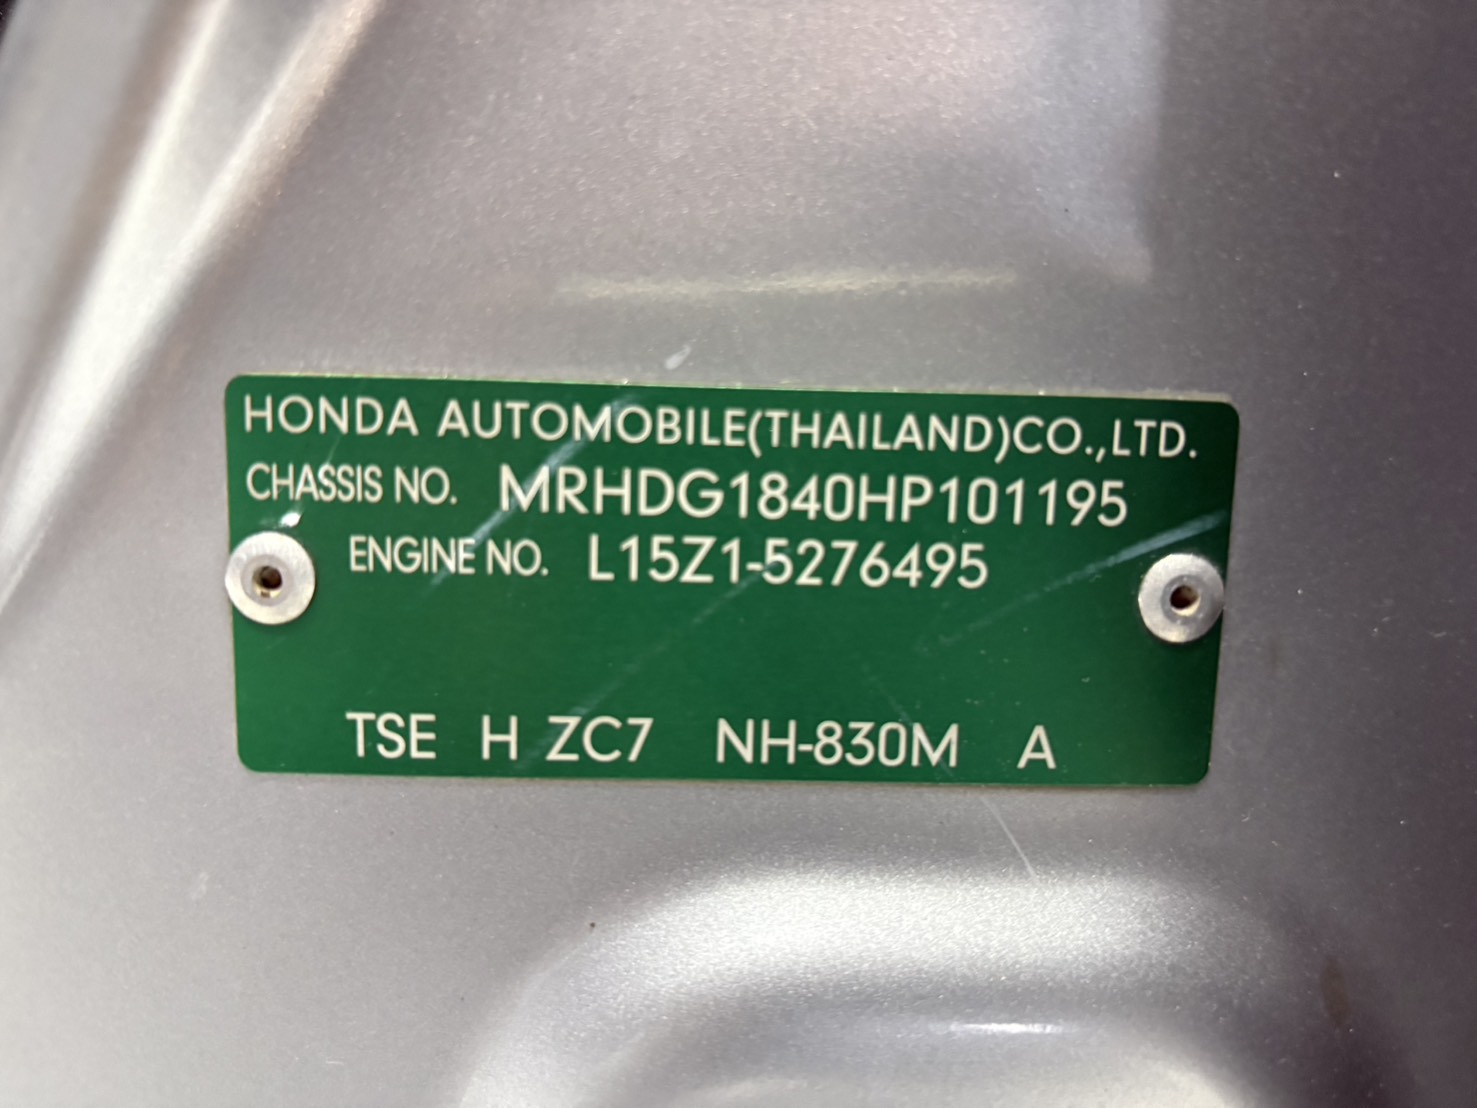 HONDA AUTOMOBILE(THAILAND)CO.,LTD.
CHASSIS NO. MRHDG1840HP101195
ENGINE NO. L15Z1-5276495
TSE H ZC7 NH-830M A